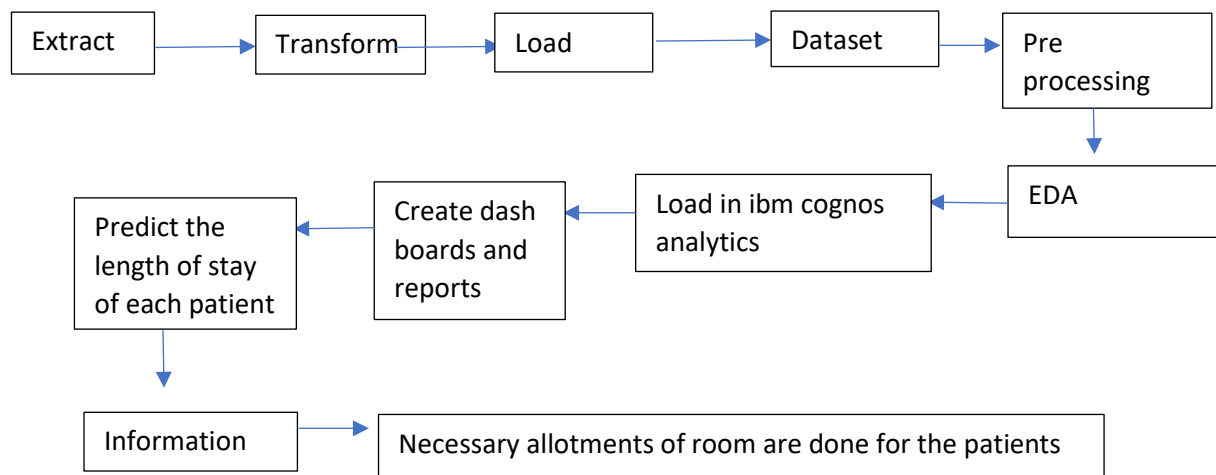 Extract
Transform
Load
Dataset
Pre
processing
EDA
Load in ibm cognos
analytics
Create dash
boards and
reports
Predict the
length of stay
of each patient
Information
Necessary allotments of room are done for the patients